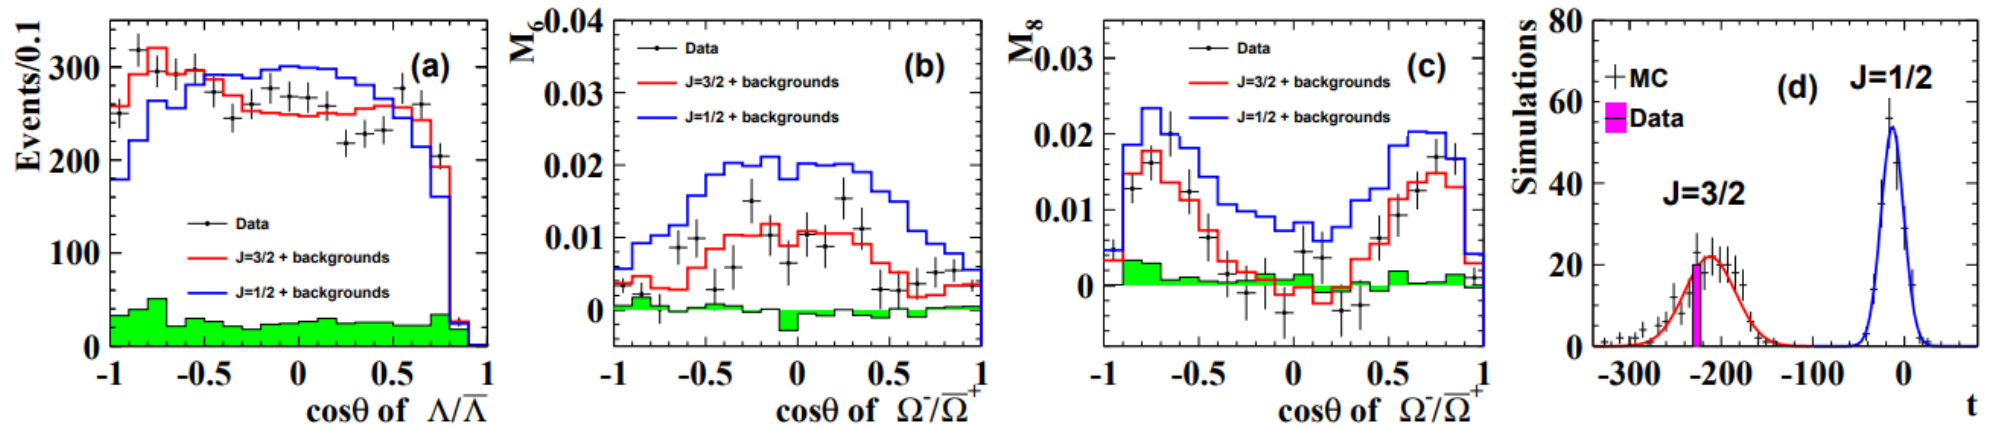 Events/0.1
300
200
100
0
(a)
Data
J=3/2 + backgrounds
J=1/2 + backgrounds
-1 -0.5 0 0.5 1
cosθ of Λ/Λ̅
M₆
0.04
0.03
0.02
0.01
0
(b)
Data
J=3/2 + backgrounds
J=1/2 + backgrounds
-1 -0.5 0 0.5 1
cosθ of Ω⁻/Ω̅⁺
M₈
0.03
0.02
0.01
0
(c)
Data
J=3/2 + backgrounds
J=1/2 + backgrounds
-1 -0.5 0 0.5 1
cosθ of Ω⁻/Ω̅⁺
Simulations
80
60
40
20
0
MC
Data
(d)
J=1/2
J=3/2
-300 -200 -100 0
t